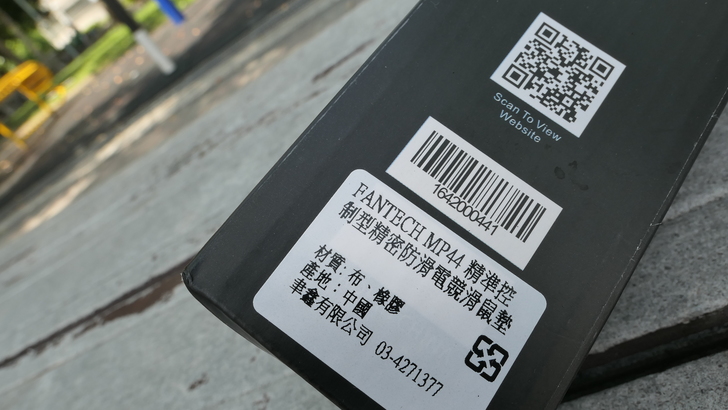 Scan To View
Website
1642000441
FANTECH MP44 精準控
制型精密防滑電競滑鼠墊
材質: 布、橡膠
產地: 中國
聿鑫有限公司 03-4271377